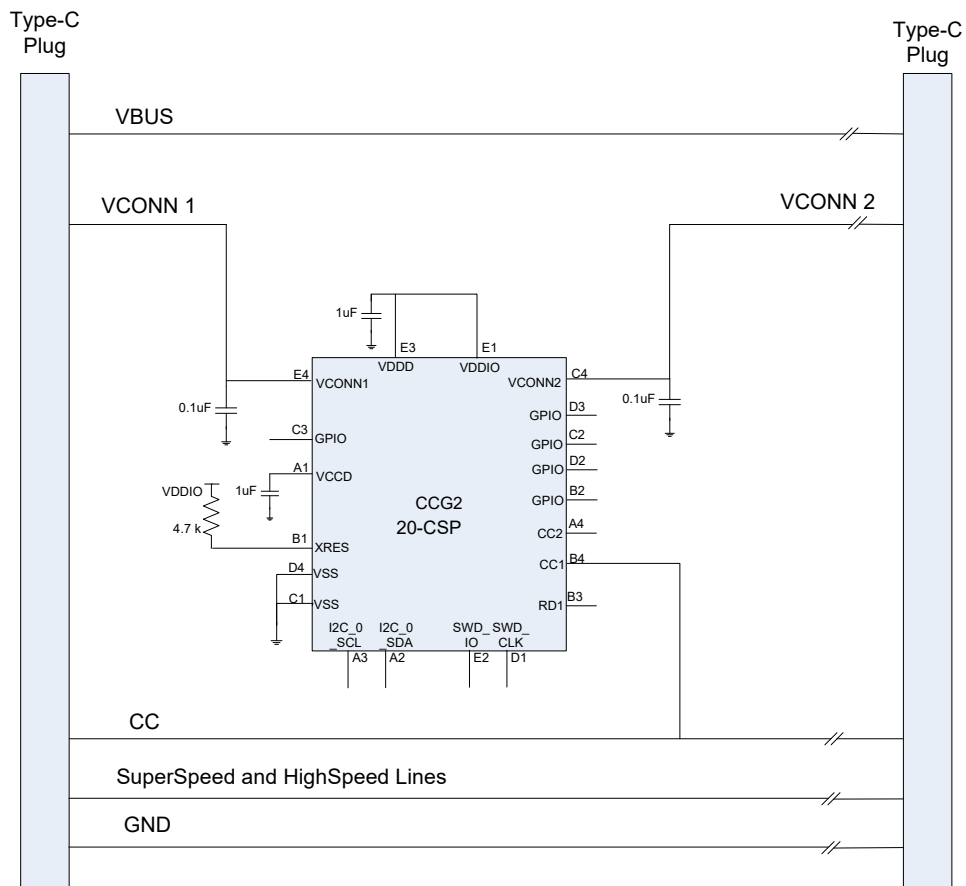 Type-C
Plug
Type-C
Plug
VBUS
VCONN 1
VCONN 2
1uF
E3
E1
VDDD
VDDIO
E4
VCONN1
VCONN2
C4
0.1uF
0.1uF
D3
GPIO
C3
GPIO
C2
GPIO
D2
GPIO
A1
VCCD
VDDIO
1uF
B2
GPIO
CCG2
20-CSP
4.7 k
A4
CC2
B1
XRES
B4
CC1
D4
VSS
C1
VSS
B3
RD1
I2C_0
_SCL
I2C_0
_SDA
SWD_
IO
SWD_
CLK
A3
A2
E2
D1
CC
SuperSpeed and HighSpeed Lines
GND